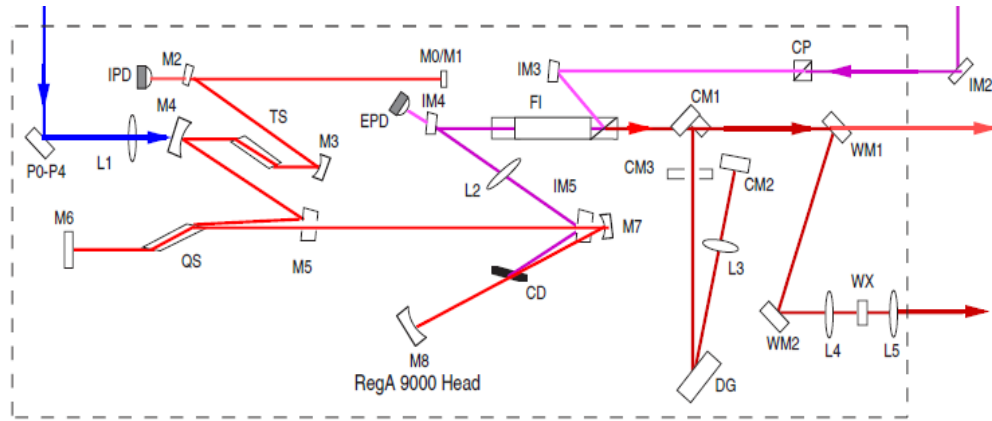 IPD
M2
M0/M1
IM3
CP
IM2
M4
TS
EPD
IM4
FI
CM1
P0-P4
L1
M3
WM1
L2
IM5
CM3
CM2
M6
M7
QS
M5
L3
CD
WX
M8
WM2
L4
L5
RegA 9000 Head
DG